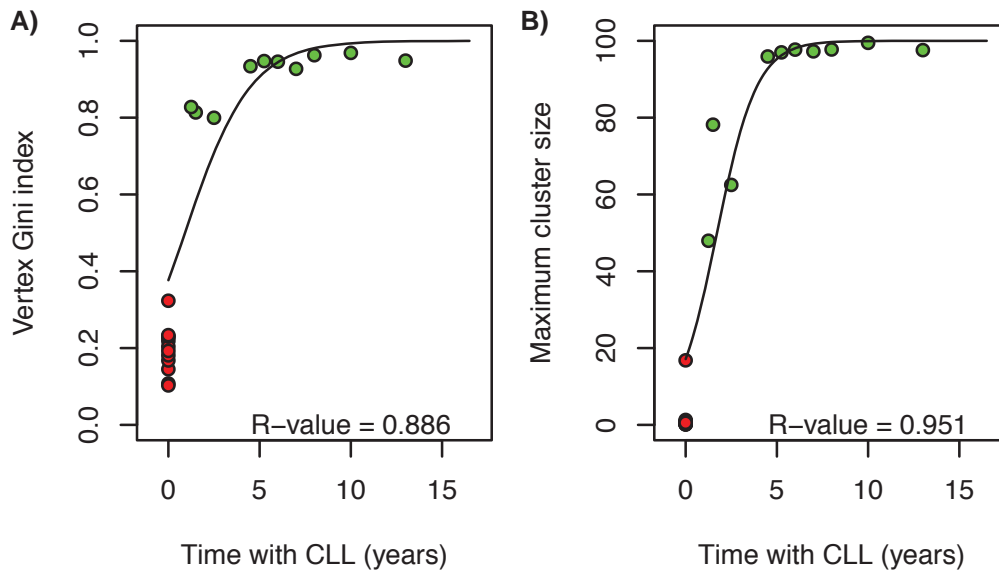 A)
Vertex Gini index
1.0
0.8
0.6
0.4
0.2
0.0
R−value = 0.886
0 5 10 15
Time with CLL (years)
B)
Maximum cluster size
100
80
60
40
20
0
R−value = 0.951
0 5 10 15
Time with CLL (years)